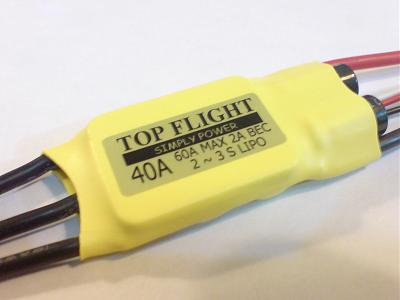 TOP FLIGHT
SIMPLY POWER
40A 60A MAX 2A BEC
2 ~ 3 S LIPO